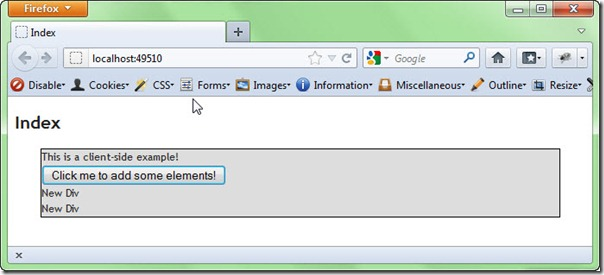 Firefox
Index
localhost:49510
Google
Disable Cookies CSS Forms Images Information Miscellaneous Outline Resize
Index
This is a client-side example!
Click me to add some elements!
New Div
New Div